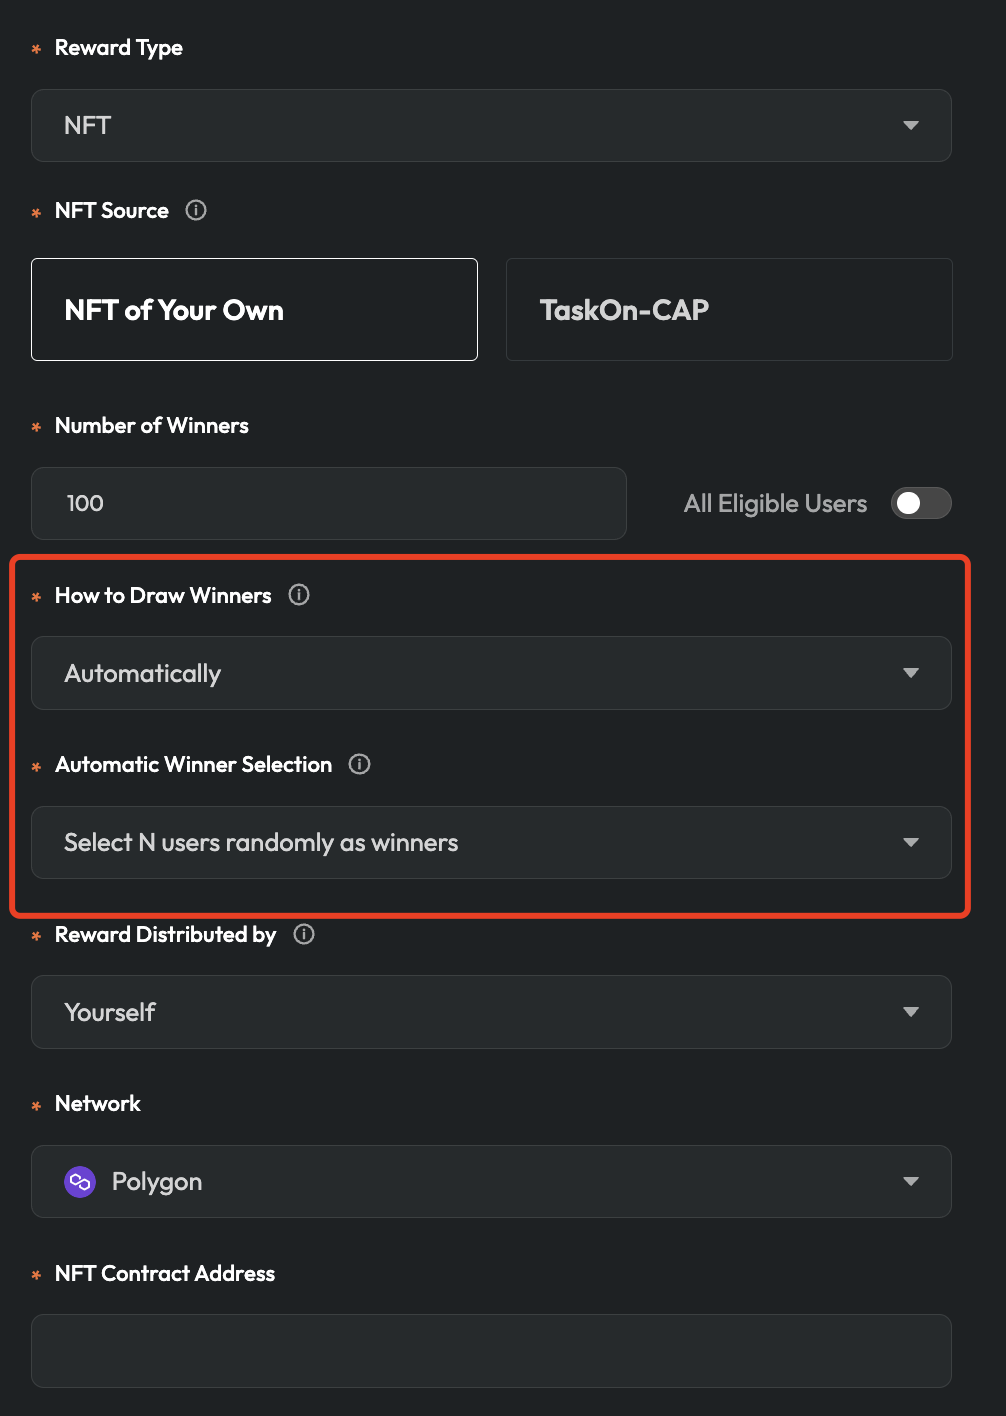 * Reward Type
NFT
* NFT Source
NFT of Your Own
TaskOn-CAP
* Number of Winners
100
All Eligible Users
* How to Draw Winners
Automatically
* Automatic Winner Selection
Select N users randomly as winners
* Reward Distributed by
Yourself
* Network
Polygon
* NFT Contract Address